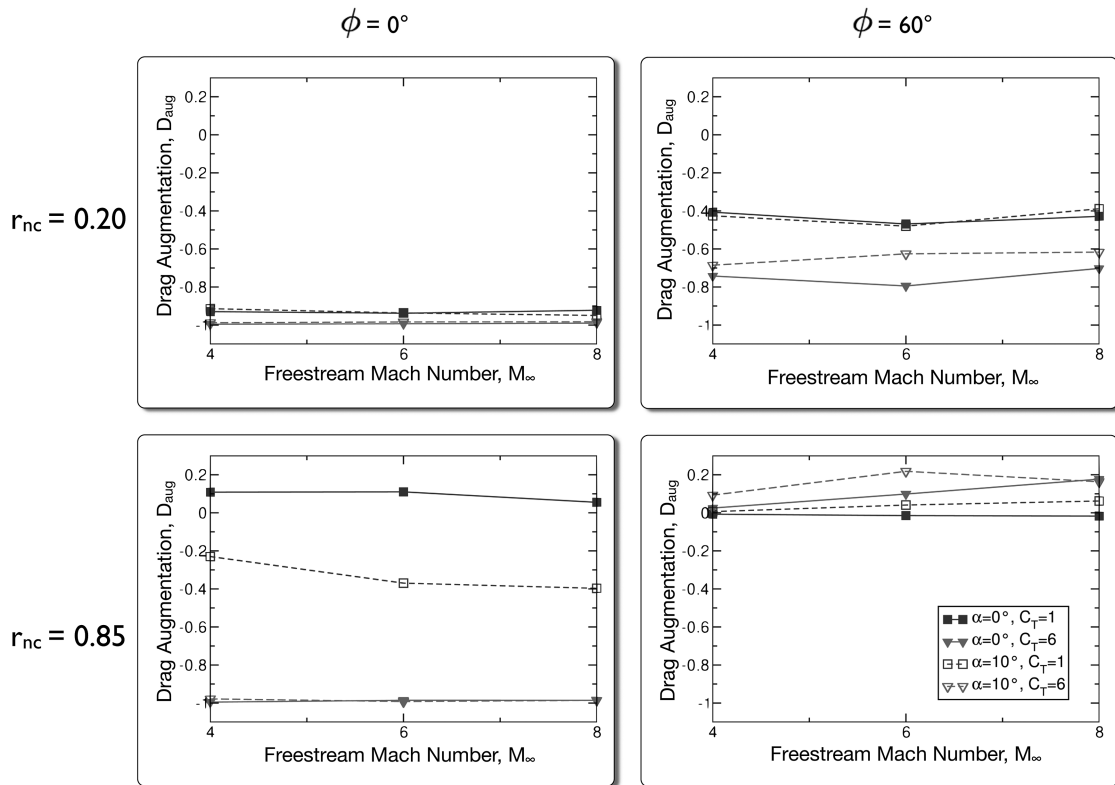 ϕ = 0°
ϕ = 60°
r_nc = 0.20
Drag Augmentation, D_aug
0.2
0
-0.2
-0.4
-0.6
-0.8
-1
4 6 8
Freestream Mach Number, M_∞
Drag Augmentation, D_aug
0.2
0
-0.2
-0.4
-0.6
-0.8
-1
4 6 8
Freestream Mach Number, M_∞
r_nc = 0.85
Drag Augmentation, D_aug
0.2
0
-0.2
-0.4
-0.6
-0.8
-1
4 6 8
Freestream Mach Number, M_∞
Drag Augmentation, D_aug
0.2
0
-0.2
-0.4
-0.6
-0.8
-1
α=0°, C_T=1
α=0°, C_T=6
α=10°, C_T=1
α=10°, C_T=6
4 6 8
Freestream Mach Number, M_∞